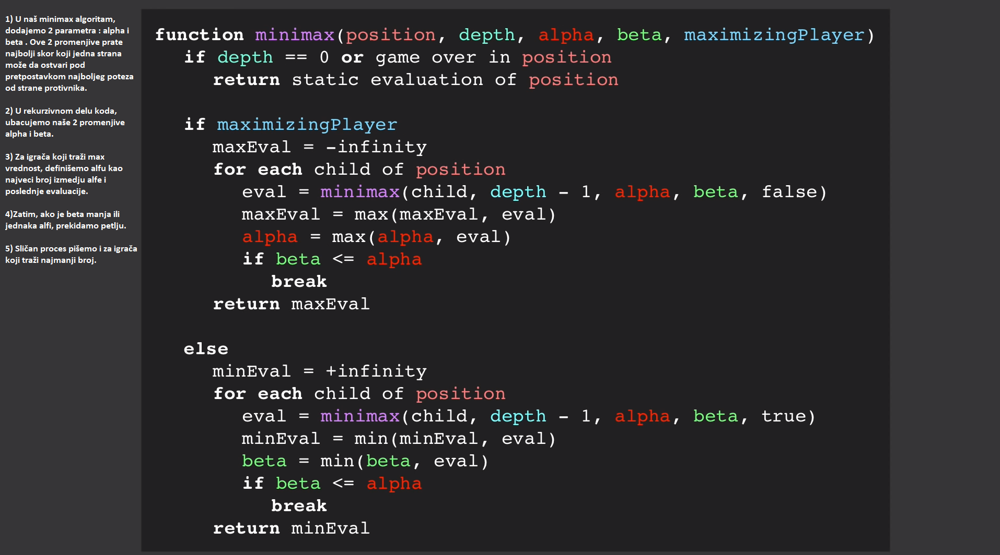 1) U naš minimax algoritam,
dodajemo 2 parametra : alpha i
beta . Ove 2 promenjive prate
najbolji skor koji jedna strana
može da ostvari pod
pretpostavkom najboljeg poteza
od strane protivnika.
2) U rekurzivnom delu koda,
ubacujemo naše 2 promenjive
alpha i beta.
3) Za igrača koji traži max
vrednost, definišemo alfu kao
najveci broj izmedju alfe i
poslednje evaluacije.
4)Zatim, ako je beta manja ili
jednaka alfi, prekidamo petlju.
5) Sličan proces pišemo i za igrača
koji traži najmanji broj.
function minimax(position, depth, alpha, beta, maximizingPlayer)
if depth == 0 or game over in position
return static evaluation of position
if maximizingPlayer
maxEval = -infinity
for each child of position
eval = minimax(child, depth - 1, alpha, beta, false)
maxEval = max(maxEval, eval)
alpha = max(alpha, eval)
if beta <= alpha
break
return maxEval
else
minEval = +infinity
for each child of position
eval = minimax(child, depth - 1, alpha, beta, true)
minEval = min(minEval, eval)
beta = min(beta, eval)
if beta <= alpha
break
return minEval